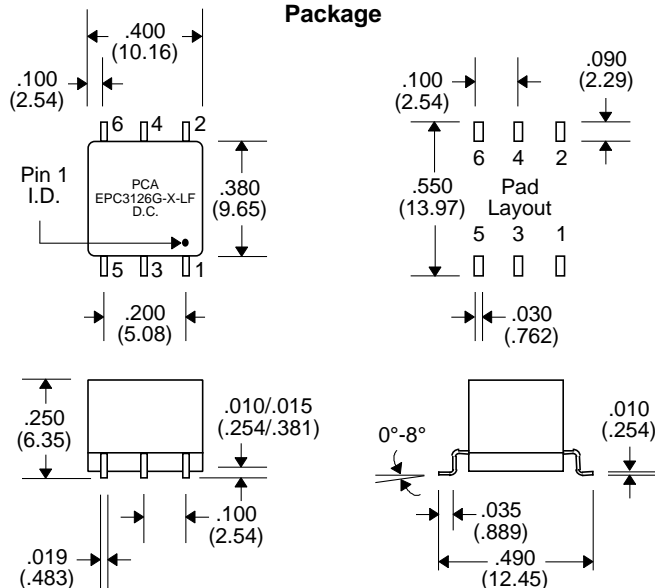 Package
.400
(10.16)
.100
(2.54)
6 4 2
Pin 1
I.D.
PCA
EPC3126G-X-LF
D.C.
.380
(9.65)
5 3 1
.200
(5.08)
.100
(2.54)
.090
(2.29)
6 4 2
.550
(13.97)
Pad
Layout
5 3 1
.030
(.762)
.250
(6.35)
.010/.015
(.254/.381)
.100
(2.54)
.019
(.483)
0°-8°
.010
(.254)
.035
(.889)
.490
(12.45)